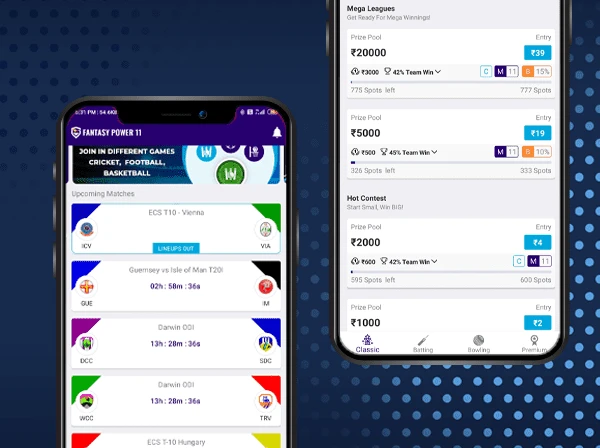 8:31 PM | 54.6KB
FANTASY POWER 11
JOIN IN DIFFERENT GAMES
CRICKET, FOOTBALL,
BASKETBALL
Upcoming Matches
ECS T10 - Vienna
ICV
VIA
LINEUPS OUT
Guernsey vs Isle of Man T20I
02h : 58m : 36s
GUE
IM
Darwin ODI
13h : 28m : 36s
DCC
SDC
Darwin ODI
13h : 28m : 36s
WCC
TRV
ECS T-10 Hungary
Mega Leagues
Get Ready For Mega Winnings!
Prize Pool
Entry
₹20000
₹39
₹3000
42% Team Win
C
M 11
B 15%
775 Spots left
777 Spots
Prize Pool
Entry
₹5000
₹19
₹500
45% Team Win
M 11
B 10%
326 Spots left
333 Spots
Hot Contest
Start Small, Win BIG!
Prize Pool
Entry
₹2000
₹4
₹600
42% Team Win
C
M 11
595 Spots left
600 Spots
Prize Pool
Entry
₹1000
₹2
Classic
Batting
Bowling
Premium